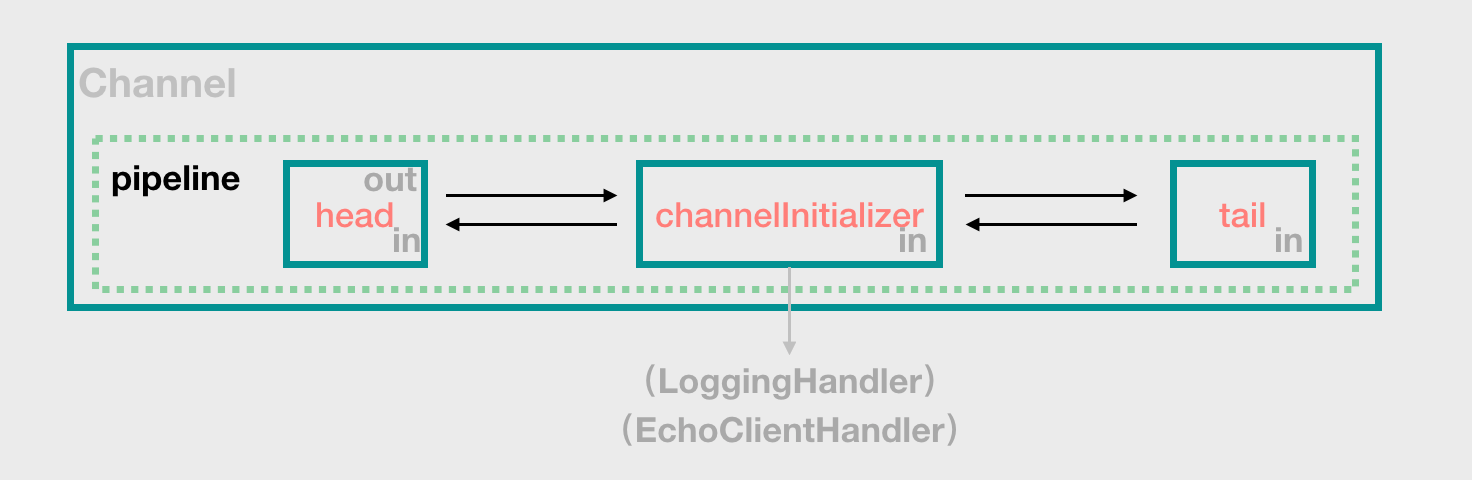 Channel
pipeline
out
head
in
channelInitializer
in
tail
in
(LoggingHandler)
(EchoClientHandler)